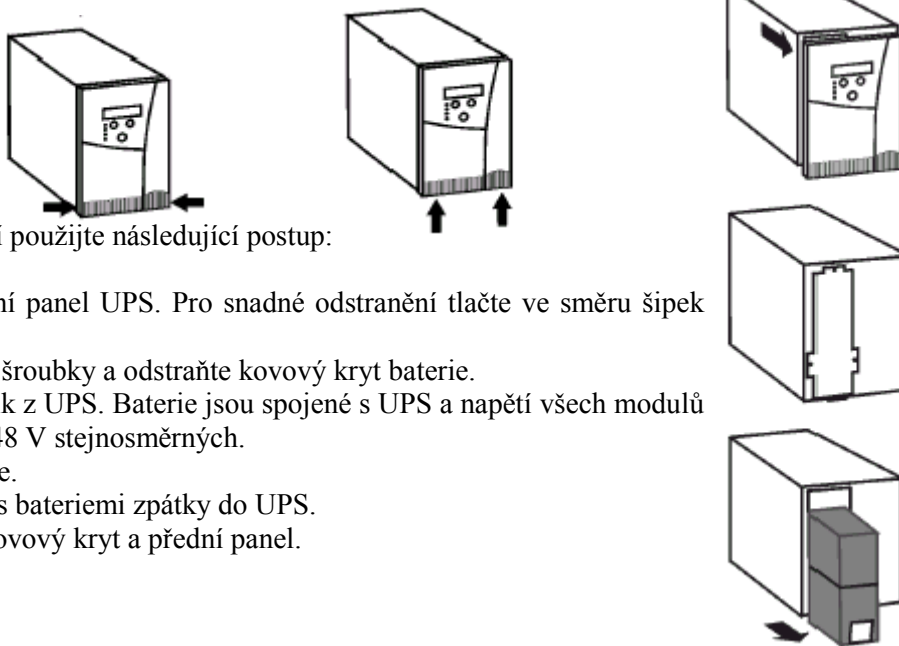 í použijte následující postup:
ní panel UPS. Pro snadné odstranění tlačte ve směru šipek
šroubky a odstraňte kovový kryt baterie.
k z UPS. Baterie jsou spojené s UPS a napětí všech modulů
48 V stejnosměrných.
e.
s bateriemi zpátky do UPS.
ovový kryt a přední panel.